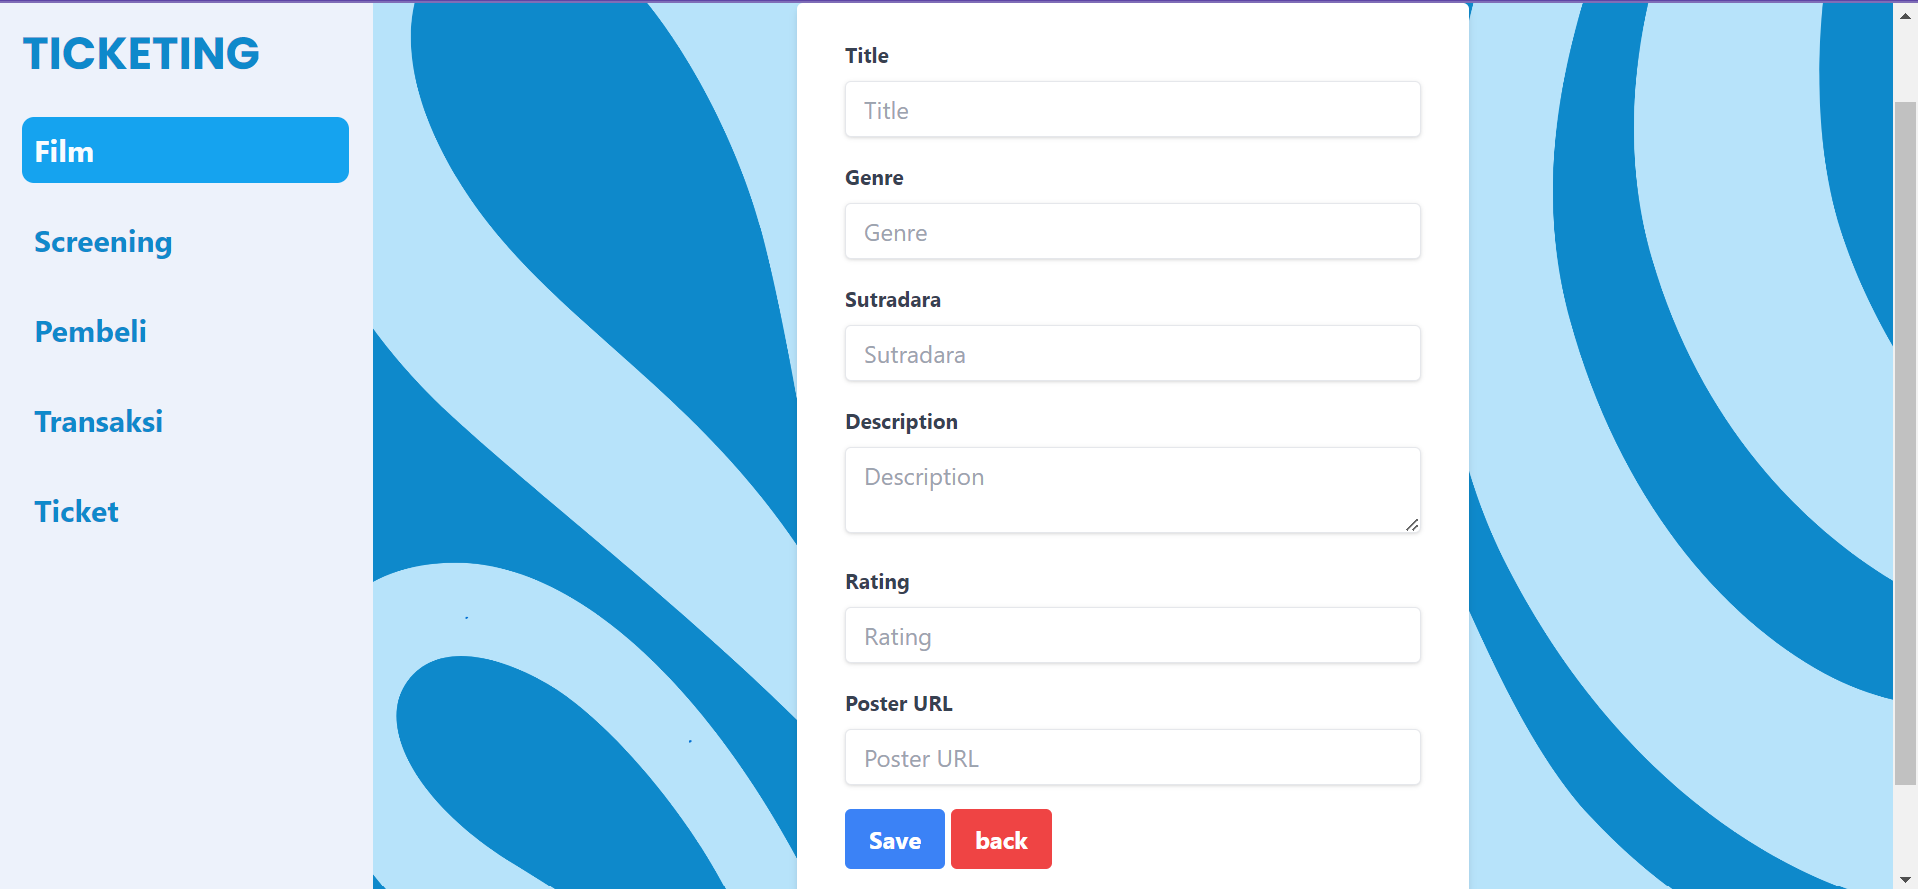 TICKETING
Film
Screening
Pembeli
Transaksi
Ticket
Title
Title
Genre
Genre
Sutradara
Sutradara
Description
Description
Rating
Rating
Poster URL
Poster URL
Save back